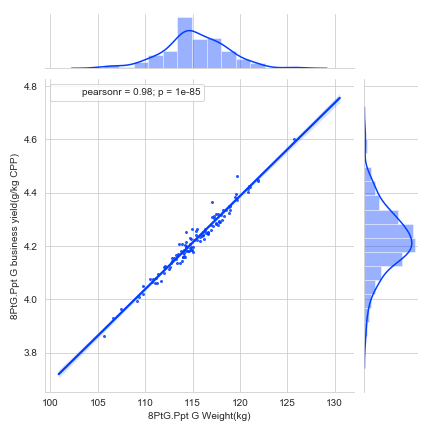 pearsonr = 0.98; p = 1e-85
4.8
4.6
4.4
4.2
4.0
3.8
8PtG.Ppt G business yield(g/kg CPP)
100 105 110 115 120 125 130
8PTG.Ppt G Weight(kg)